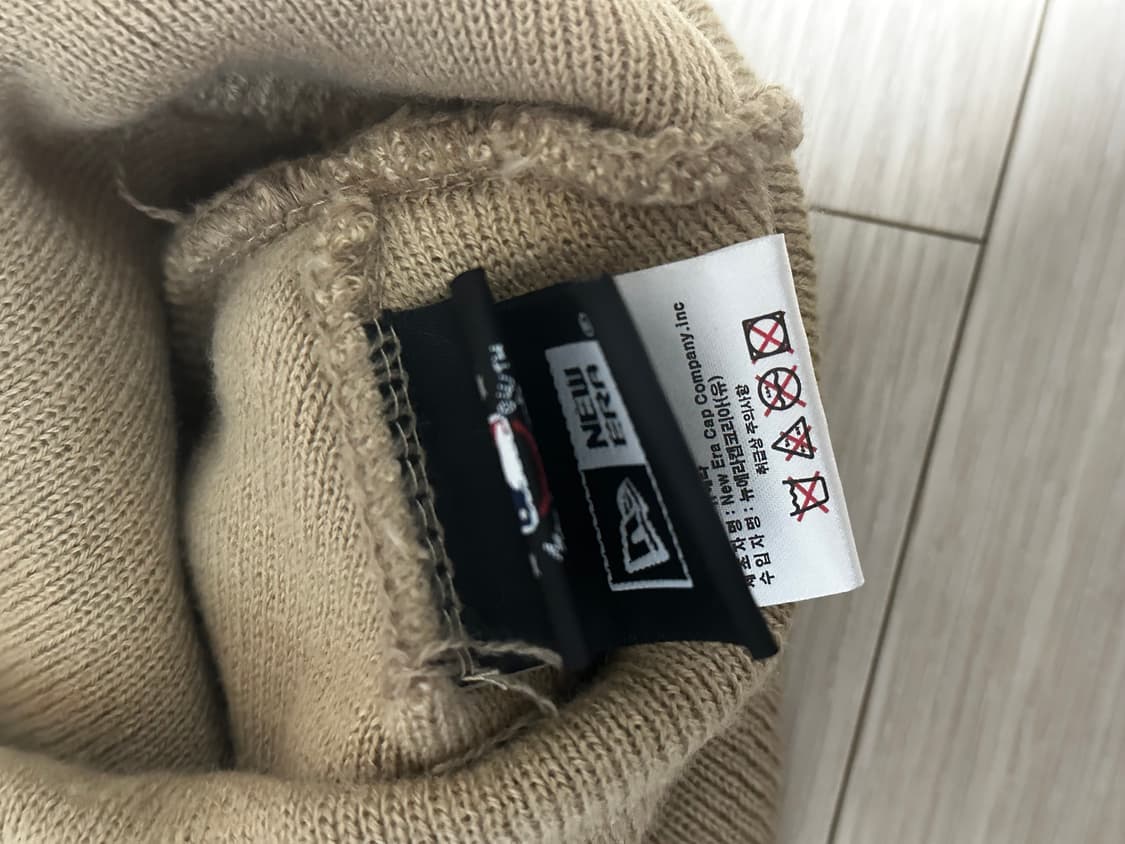 NEW
ERA
®
제조자명 : New Era Cap Company.inc
수입자명 : 뉴에라캡코리아(유)
취급상 주의사항